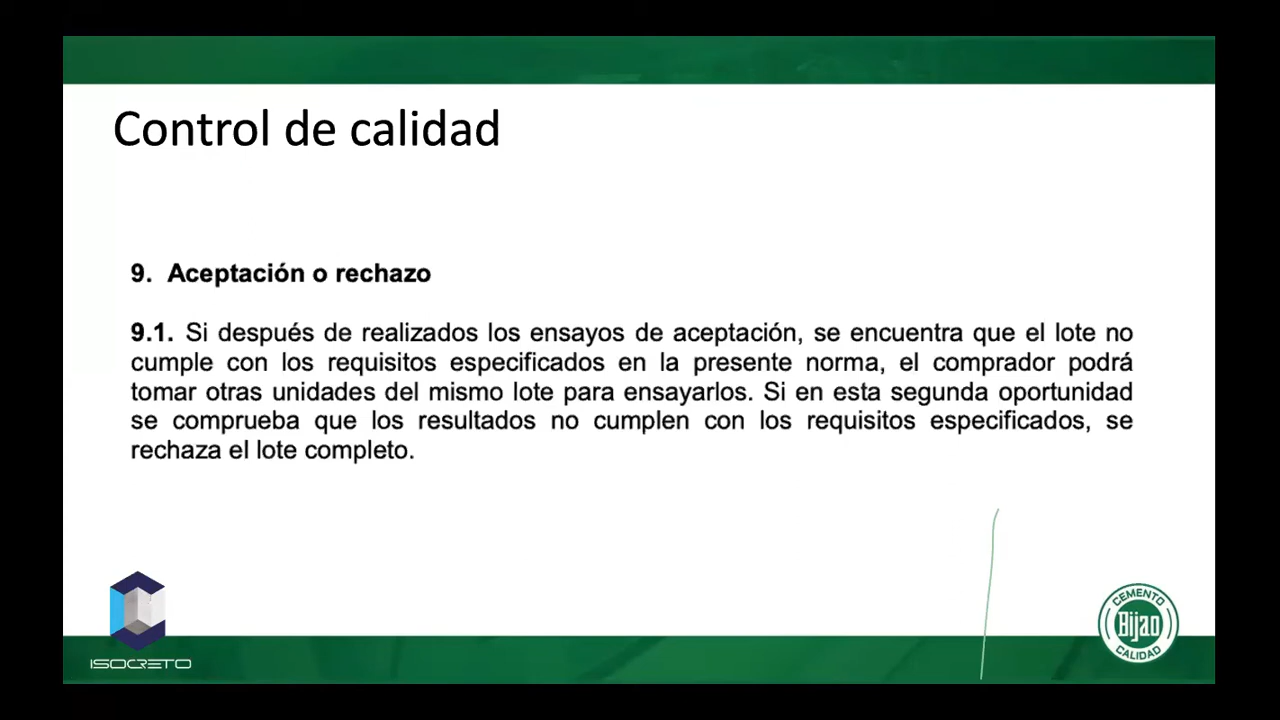 Control de calidad
9. Aceptación o rechazo
9.1. Si después de realizados los ensayos de aceptación, se encuentra que el lote no
cumple con los requisitos especificados en la presente norma, el comprador podrá
tomar otras unidades del mismo lote para ensayarlos. Si en esta segunda oportunidad
se comprueba que los resultados no cumplen con los requisitos especificados, se
rechaza el lote completo.
ISOCRETO
CEMENTO
Bijao
CALIDAD